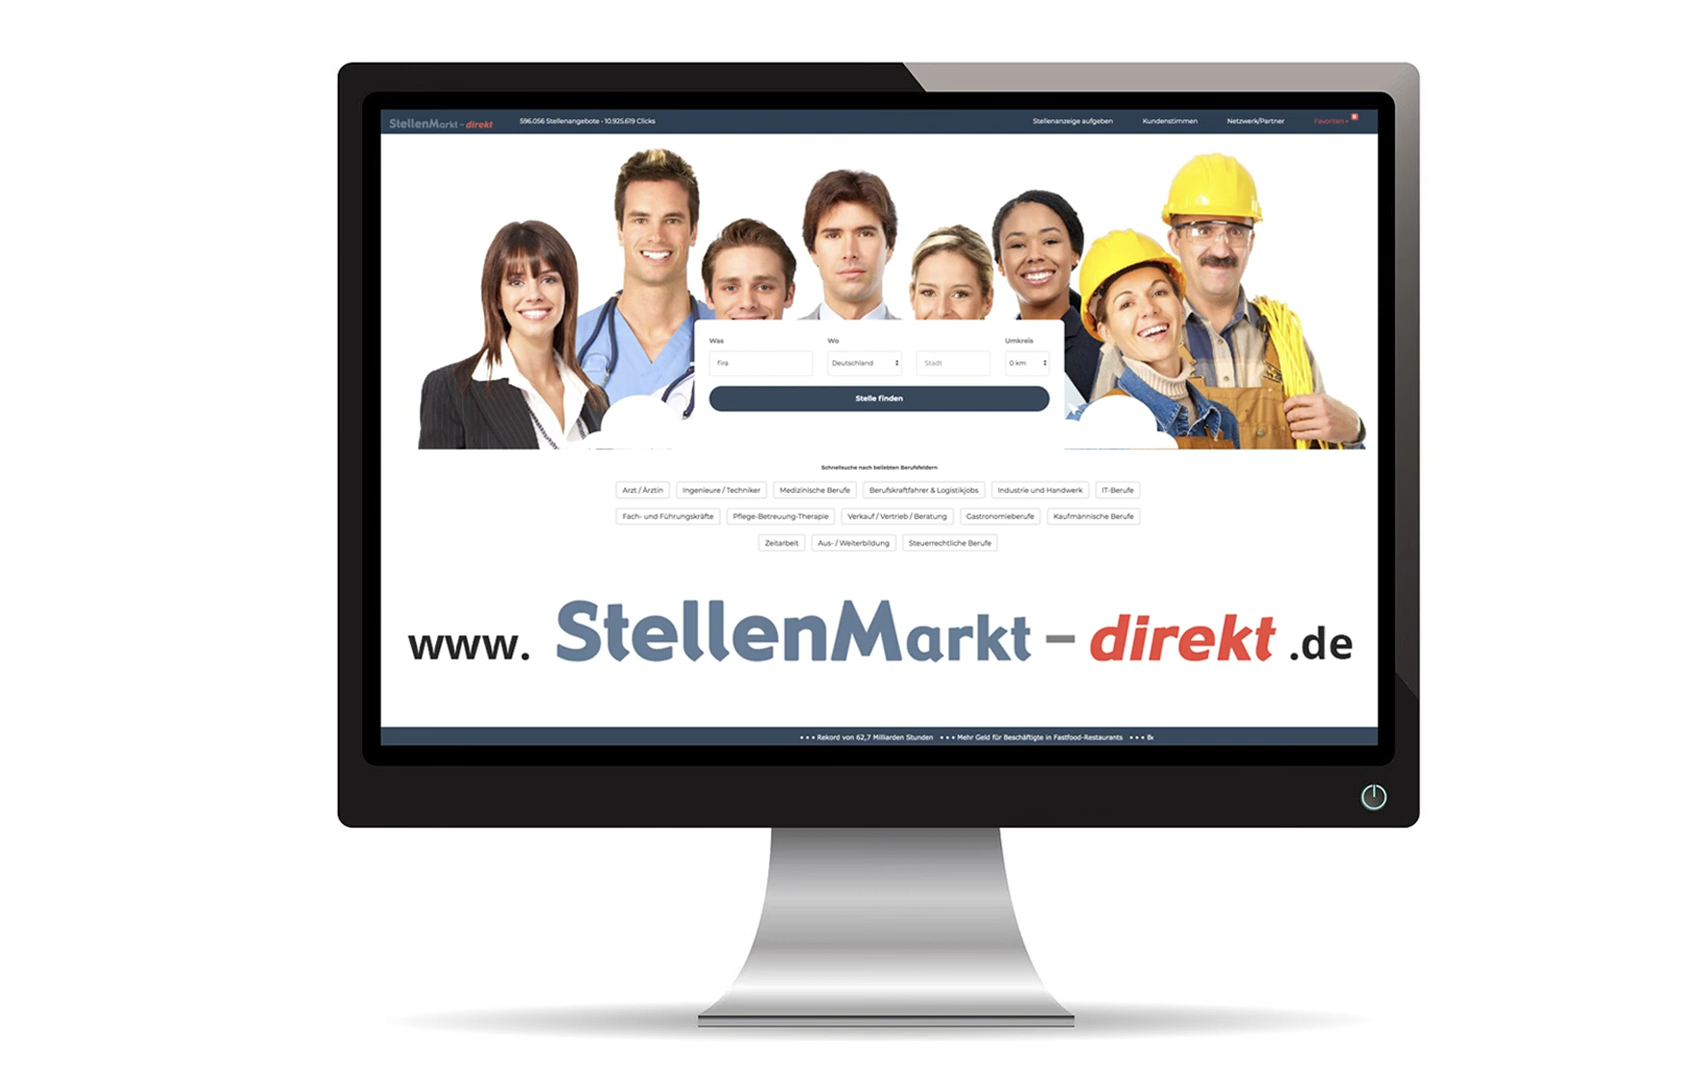 StellenMarkt - direkt 596.056 Stellenangebote - 10.925.619 Clicks Stellenanzeige aufgeben Kundenstimmen Netzwerk/Partner Favoriten
Was Wo Umkreis
fira Deutschland Stadt 0 km
Stelle finden
Schnellsuche nach beliebten Berufsfeldern
Arzt / Ärztin Ingenieure / Techniker Medizinische Berufe Berufskraftfahrer & Logistikjobs Industrie und Handwerk IT-Berufe
Fach- und Führungskräfte Pflege-Betreuung-Therapie Verkauf / Vertrieb / Beratung Gastronomieberufe Kaufmännische Berufe
Zeitarbeit Aus- / Weiterbildung Steuerrechtliche Berufe
www. StellenMarkt - direkt .de
• • • Rekord von 62,7 Milliarden Stunden • • • Mehr Geld für Beschäftigte in Fastfood-Restaurants • • •